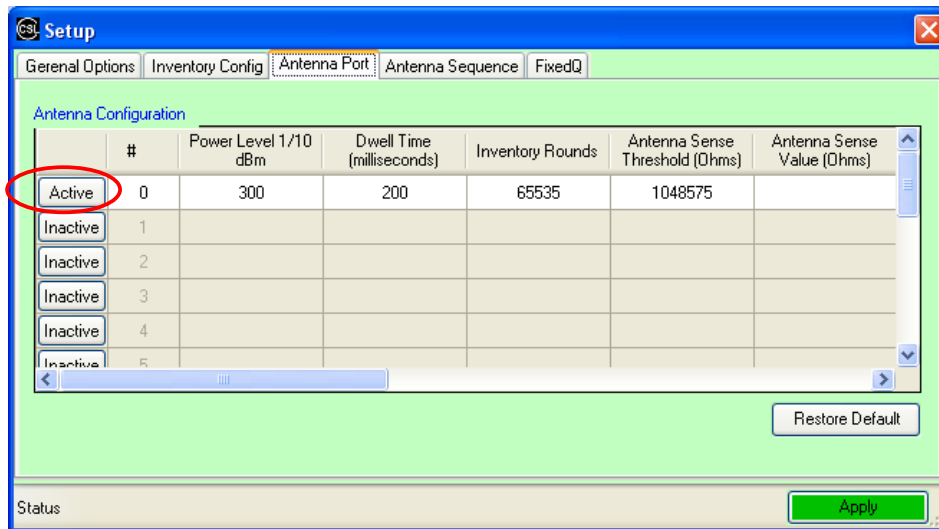 CSL Setup
Gerenal Options Inventory Config Antenna Port Antenna Sequence FixedQ
Antenna Configuration
# Power Level 1/10 dBm Dwell Time (milliseconds) Inventory Rounds Antenna Sense Threshold (Ohms) Antenna Sense Value (Ohms)
Active 0 300 200 65535 1048575
Inactive 1
Inactive 2
Inactive 3
Inactive 4
Inactive 5
Restore Default
Status Apply